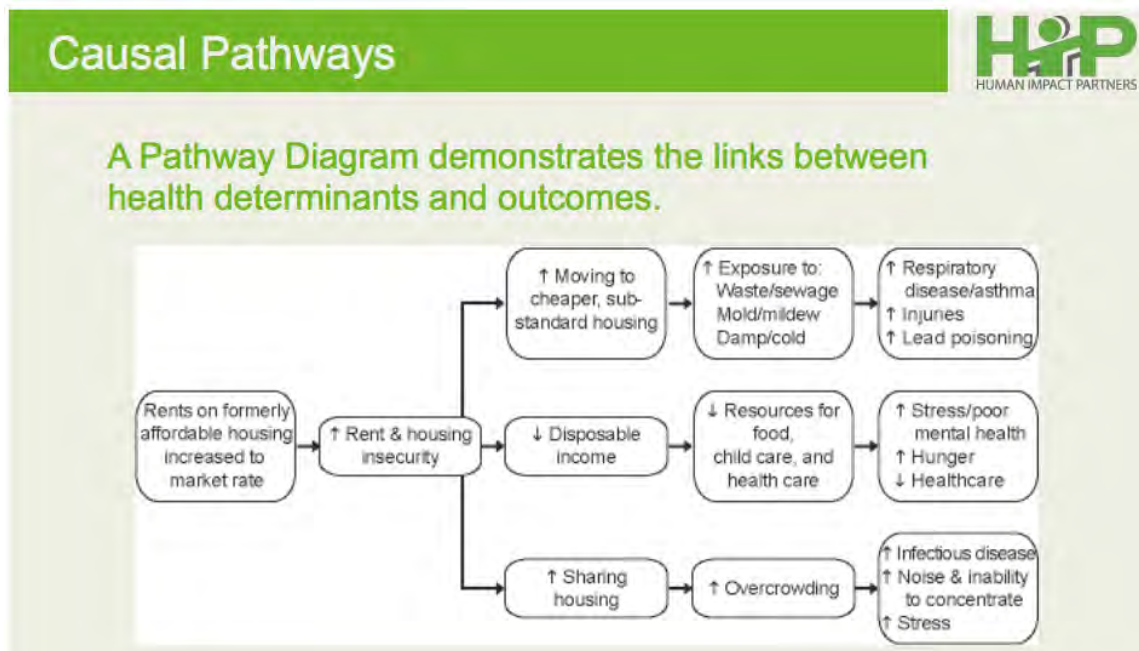 Causal Pathways
HIP
HUMAN IMPACT PARTNERS
A Pathway Diagram demonstrates the links between
health determinants and outcomes.
Rents on formerly
affordable housing
increased to
market rate
↑ Rent & housing
insecurity
↑ Moving to
cheaper, sub-
standard housing
↑ Exposure to:
Waste/sewage
Mold/mildew
Damp/cold
↑ Respiratory
disease/asthma
↑ Injuries
↑ Lead poisoning
↓ Disposable
income
↓ Resources for
food,
child care, and
health care
↑ Stress/poor
mental health
↑ Hunger
↓ Healthcare
↑ Sharing
housing
↑ Overcrowding
↑ Infectious disease
↑ Noise & inability
to concentrate
↑ Stress